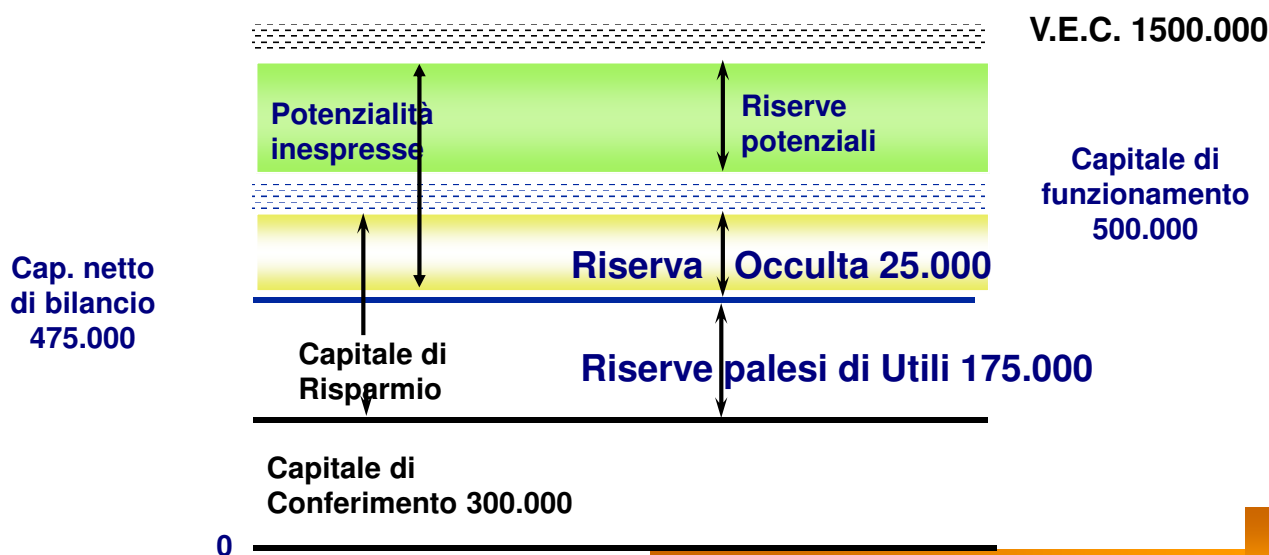 V.E.C. 1500.000
Potenzialità
inespresse
Riserve
potenziali
Capitale di
funzionamento
500.000
Cap. netto
di bilancio
475.000
Riserva Occulta 25.000
Capitale di
Risparmio
Riserve palesi di Utili 175.000
Capitale di
Conferimento 300.000
0